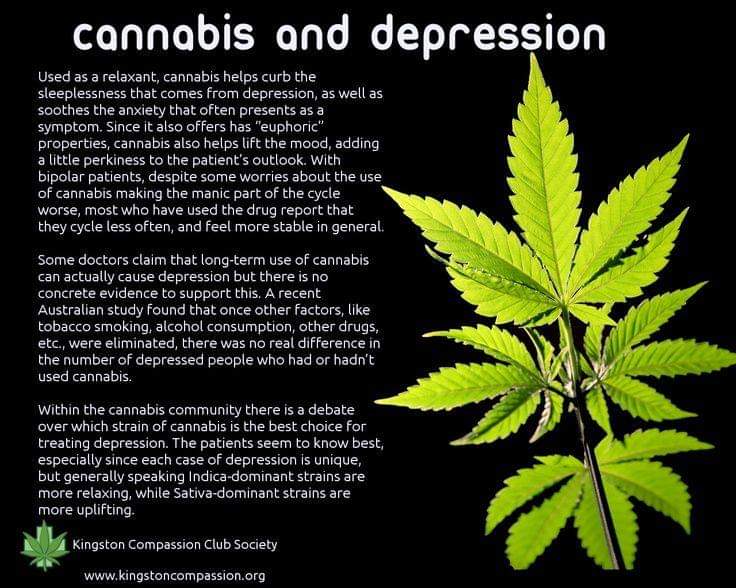 cannabis and depression
Used as a relaxant, cannabis helps curb the
sleeplessness that comes from depression, as well as
soothes the anxiety that often presents as a
symptom. Since it also offers has "euphoric"
properties, cannabis also helps lift the mood, adding
a little perkiness to the patient's outlook. With
bipolar patients, despite some worries about the use
of cannabis making the manic part of the cycle
worse, most who have used the drug report that
they cycle less often, and feel more stable in general.
Some doctors claim that long-term use of cannabis
can actually cause depression but there is no
concrete evidence to support this. A recent
Australian study found that once other factors, like
tobacco smoking, alcohol consumption, other drugs,
etc., were eliminated, there was no real difference in
the number of depressed people who had or hadn't
used cannabis.
Within the cannabis community there is a debate
over which strain of cannabis is the best choice for
treating depression. The patients seem to know best,
especially since each case of depression is unique,
but generally speaking Indica-dominant strains are
more relaxing, while Sativa-dominant strains are
more uplifting.
Kingston Compassion Club Society
www.kingstoncompassion.org